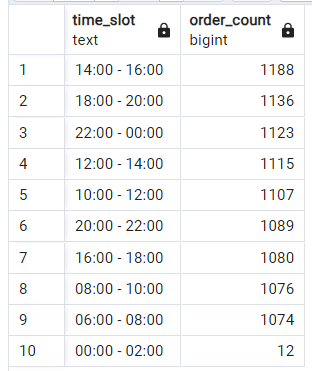 time_slot order_count
text bigint
1 14:00 - 16:00 1188
2 18:00 - 20:00 1136
3 22:00 - 00:00 1123
4 12:00 - 14:00 1115
5 10:00 - 12:00 1107
6 20:00 - 22:00 1089
7 16:00 - 18:00 1080
8 08:00 - 10:00 1076
9 06:00 - 08:00 1074
10 00:00 - 02:00 12